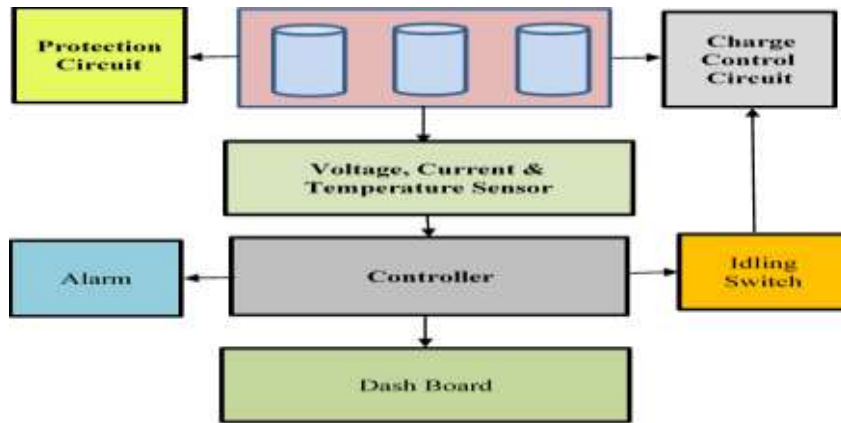 Protection
Circuit
Charge
Control
Circuit
Voltage, Current &
Temperature Sensor
Alarm
Controller
Idling
Switch
Dash Board